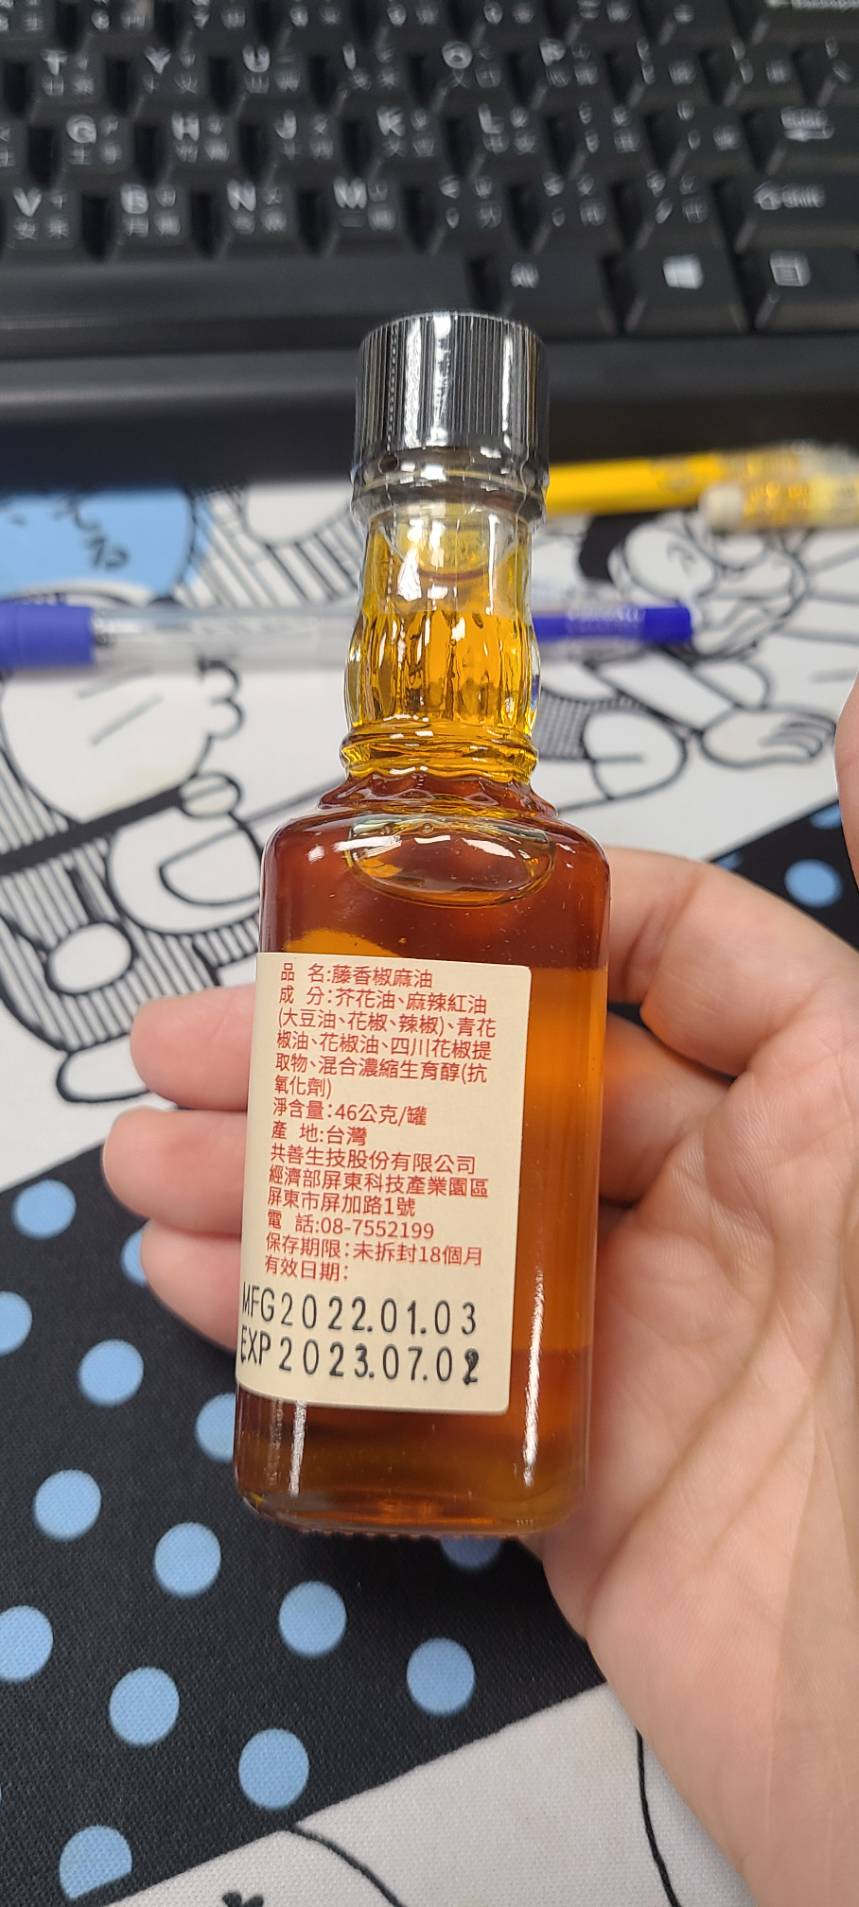 T
Y
U
I
O
P
G
H
J
K
L
V
B
N
M
品 名:藤香椒麻油
成 分:芥花油、麻辣紅油
(大豆油、花椒、辣椒)、青花
椒油、花椒油、四川花椒提
取物、混合濃縮生育醇(抗
氧化劑)
淨含量:46公克/罐
產 地:台灣
共善生技股份有限公司
經濟部屏東科技產業園區
屏東市屏加路1號
電 話:08-7552199
保存期限:未拆封18個月
有效日期:
MFG2022.01.03
EXP2023.07.02